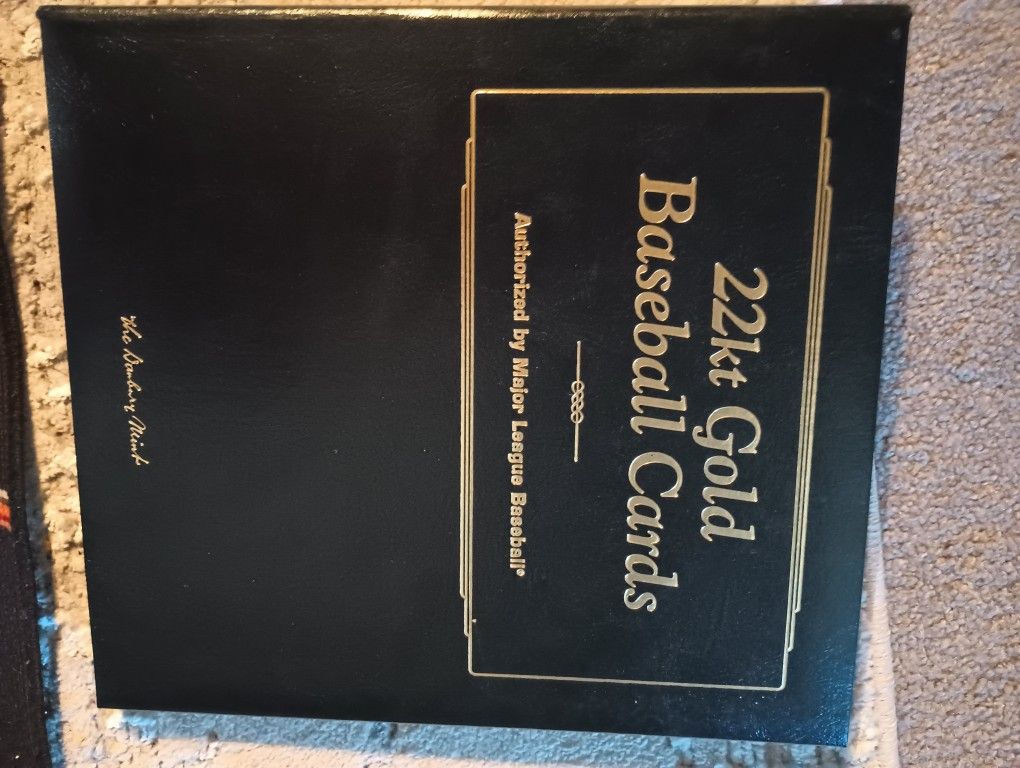 22kt Gold
Baseball Cards
Authorized by Major League Baseball®
The Danbury Mint